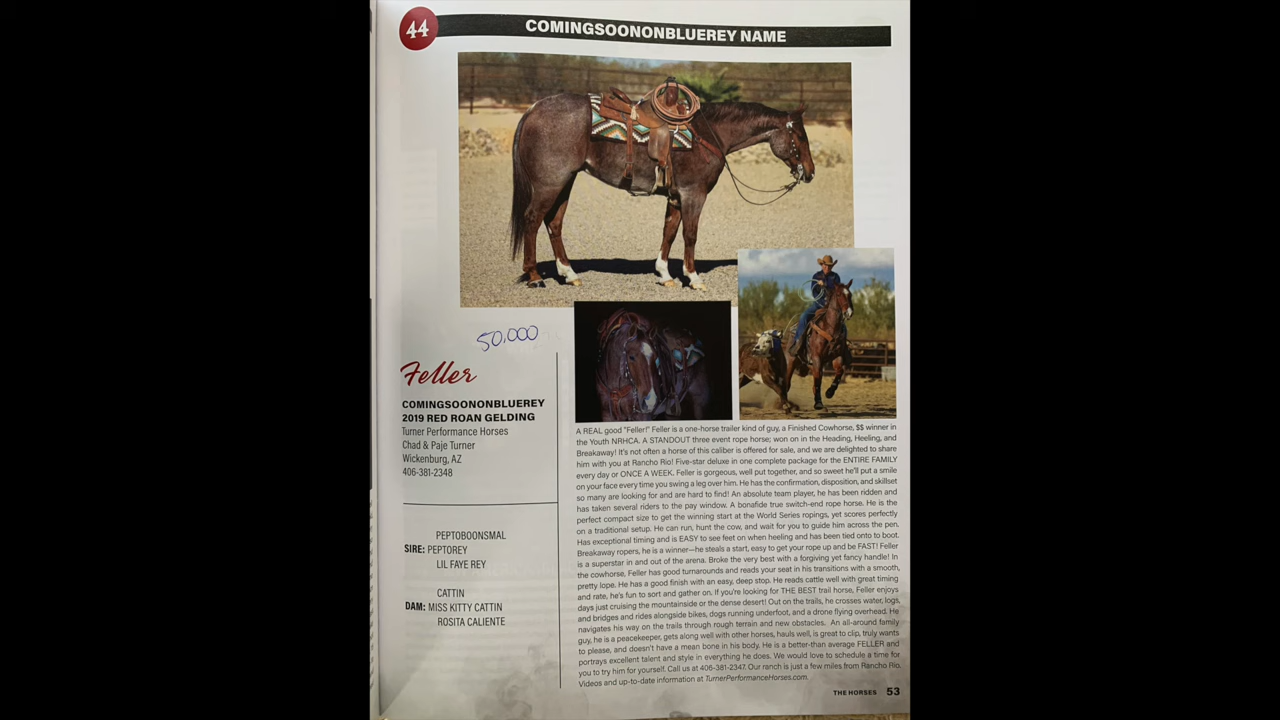 44
COMINGSOONONBLUEREY NAME
50,000
Feller
COMINGSOONONBLUEREY
2019 RED ROAN GELDING
Turner Performance Horses
Chad & Paje Turner
Wickenburg, AZ
406-381-2348
PEPTOBOONSMAL
SIRE: PEPTOREY
LIL FAYE REY
CATTIN
DAM: MISS KITTY CATTIN
ROSITA CALIENTE
A REAL good "Feller!" Feller is a one-horse trailer kind of guy, a Finished Cowhorse, $$ winner in
the Youth NRHCA. A STANDOUT three event rope horse; won on in the Heading, Heeling, and
Breakaway! It's not often a horse of this caliber is offered for sale, and we are delighted to share
him with you at Rancho Rio! Five-star deluxe in one complete package for the ENTIRE FAMILY
every day or ONCE A WEEK. Feller is gorgeous, well put together, and so sweet he'll put a smile
on your face every time you swing a leg over him. He has the confirmation, disposition, and skillset
so many are looking for and are hard to find! An absolute team player, he has been ridden and
has taken several riders to the pay window. A bonafide true switch-end rope horse. He is the
perfect compact size to get the winning start at the World Series ropings, yet scores perfectly
on a traditional setup. He can run, hunt the cow, and wait for you to guide him across the pen.
Has exceptional timing and is EASY to see feet on when heeling and has been tied onto to boot.
Breakaway ropers, he is a winner—he steals a start, easy to get your rope up and be FAST! Feller
is a superstar in and out of the arena. Broke the very best with a forgiving yet fancy handle! In
the cowhorse, Feller has good turnarounds and reads your seat in his transitions with a smooth,
pretty lope. He has a good finish with an easy, deep stop. He reads cattle well with great timing
and rate, he's fun to sort and gather on. If you're looking for THE BEST trail horse, Feller enjoys
days just cruising the mountainside or the dense desert! Out on the trails, he crosses water, logs,
and bridges and rides alongside bikes, dogs running underfoot, and a drone flying overhead. He
navigates his way on the trails through rough terrain and new obstacles. An all-around family
guy, he is a peacekeeper, gets along well with other horses, hauls well, is great to clip, truly wants
to please, and doesn't have a mean bone in his body. He is a better-than average FELLER and
portrays excellent talent and style in everything he does. We would love to schedule a time for
you to try him for yourself. Call us at 406-381-2347. Our ranch is just a few miles from Rancho Rio.
Videos and up-to-date information at TurnerPerformanceHorses.com.
THE HORSES 53